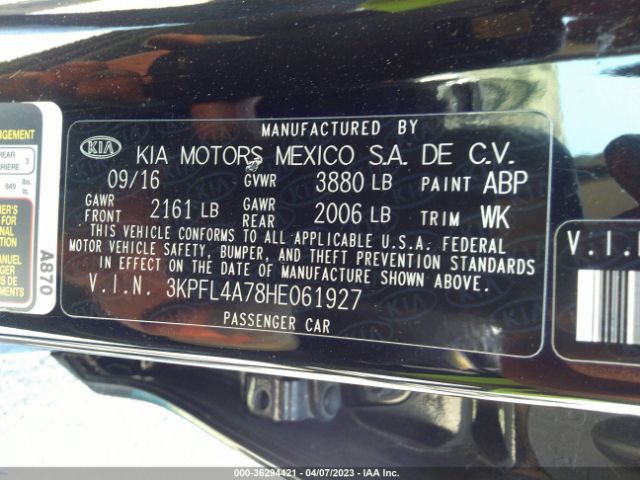 MANUFACTURED BY
KIA KIA MOTORS MEXICO S.A. DE C.V.
09/16 GVWR 3880 LB PAINT ABP
GAWR FRONT 2161 LB GAWR REAR 2006 LB TRIM WK
THIS VEHICLE CONFORMS TO ALL APPLICABLE U.S.A. FEDERAL
MOTOR VEHICLE SAFETY, BUMPER, AND THEFT PREVENTION STANDARDS
IN EFFECT ON THE DATE OF MANUFACTURE SHOWN ABOVE.
V.I.N. 3KPFL4A78HE061927
PASSENGER CAR
A870
V.I.
000-36294421 - 04/07/2023 - IAA Inc.